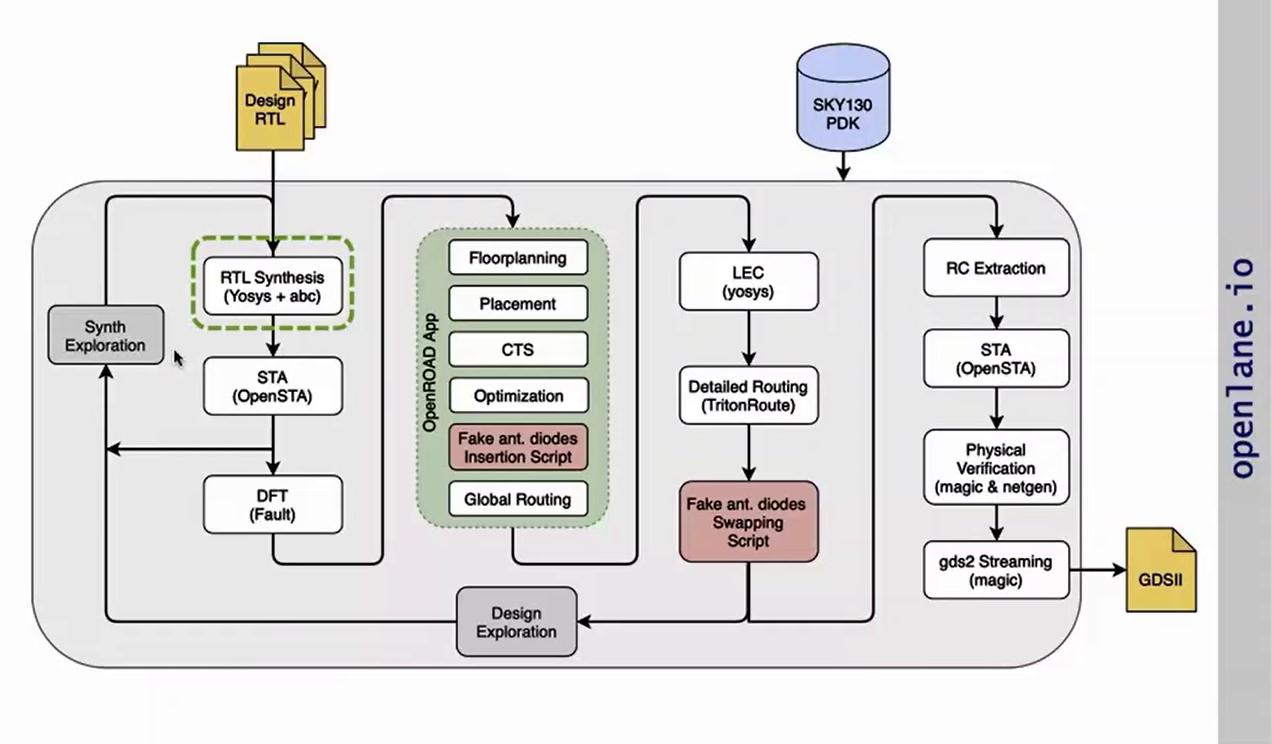 Design
RTL
SKY130
PDK
RTL Synthesis
(Yosys + abc)
Synth
Exploration
STA
(OpenSTA)
DFT
(Fault)
OpenROAD App
Floorplanning
Placement
CTS
Optimization
Fake ant. diodes
Insertion Script
Global Routing
LEC
(yosys)
Detailed Routing
(TritonRoute)
Fake ant. diodes
Swapping
Script
Design
Exploration
RC Extraction
STA
(OpenSTA)
Physical
Verification
(magic & netgen)
gds2 Streaming
(magic)
GDSII
openlane.io